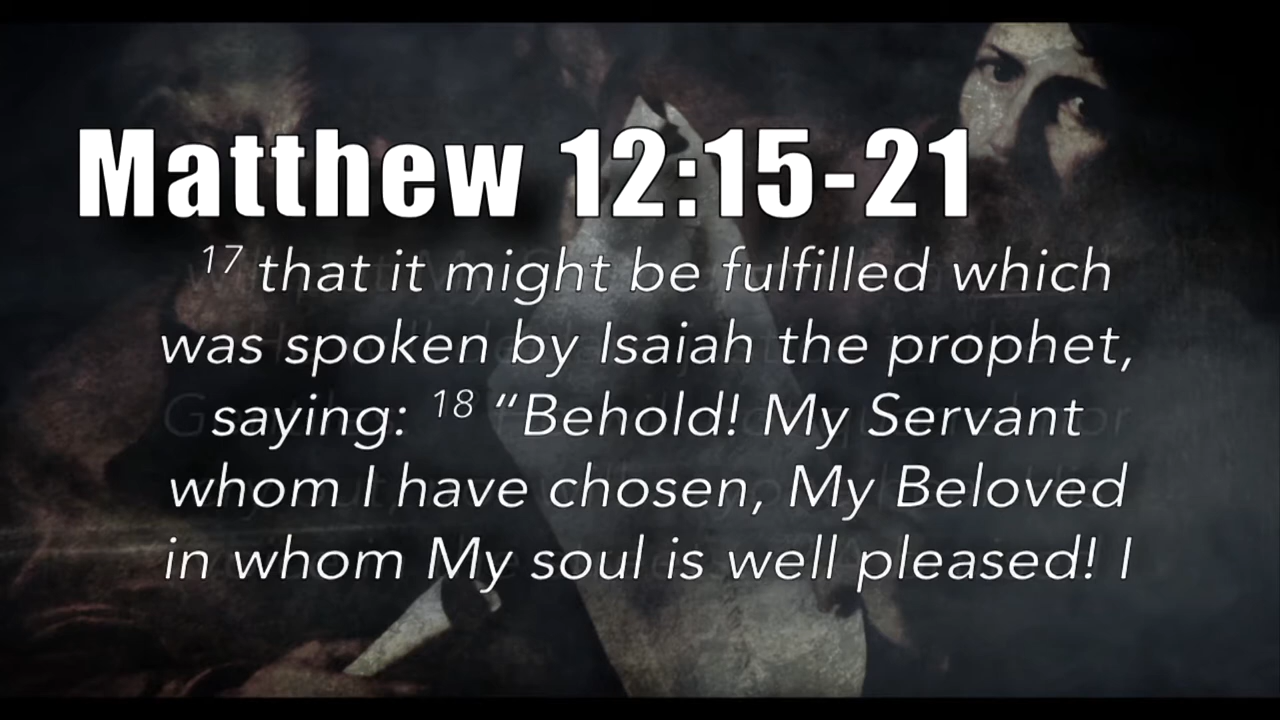 Matthew 12:15-21
17 that it might be fulfilled which
was spoken by Isaiah the prophet,
saying: 18 “Behold! My Servant
whom I have chosen, My Beloved
in whom My soul is well pleased! I